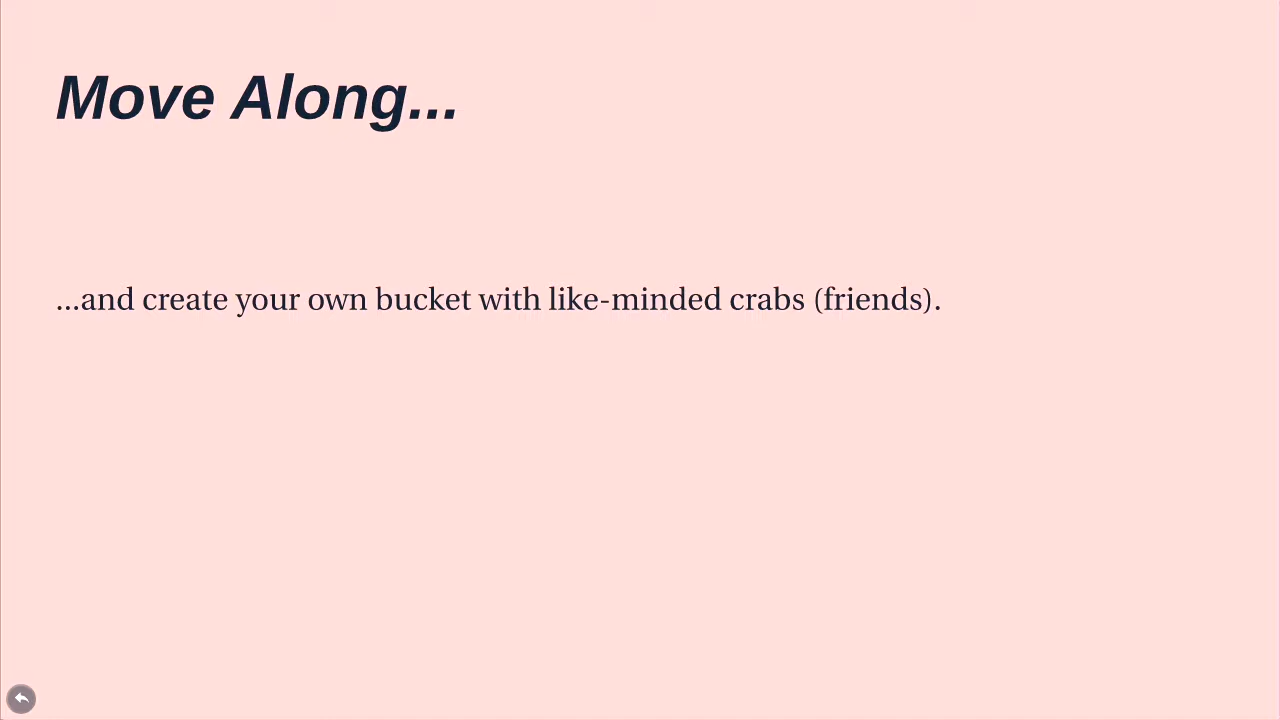 Move Along...
...and create your own bucket with like-minded crabs (friends).